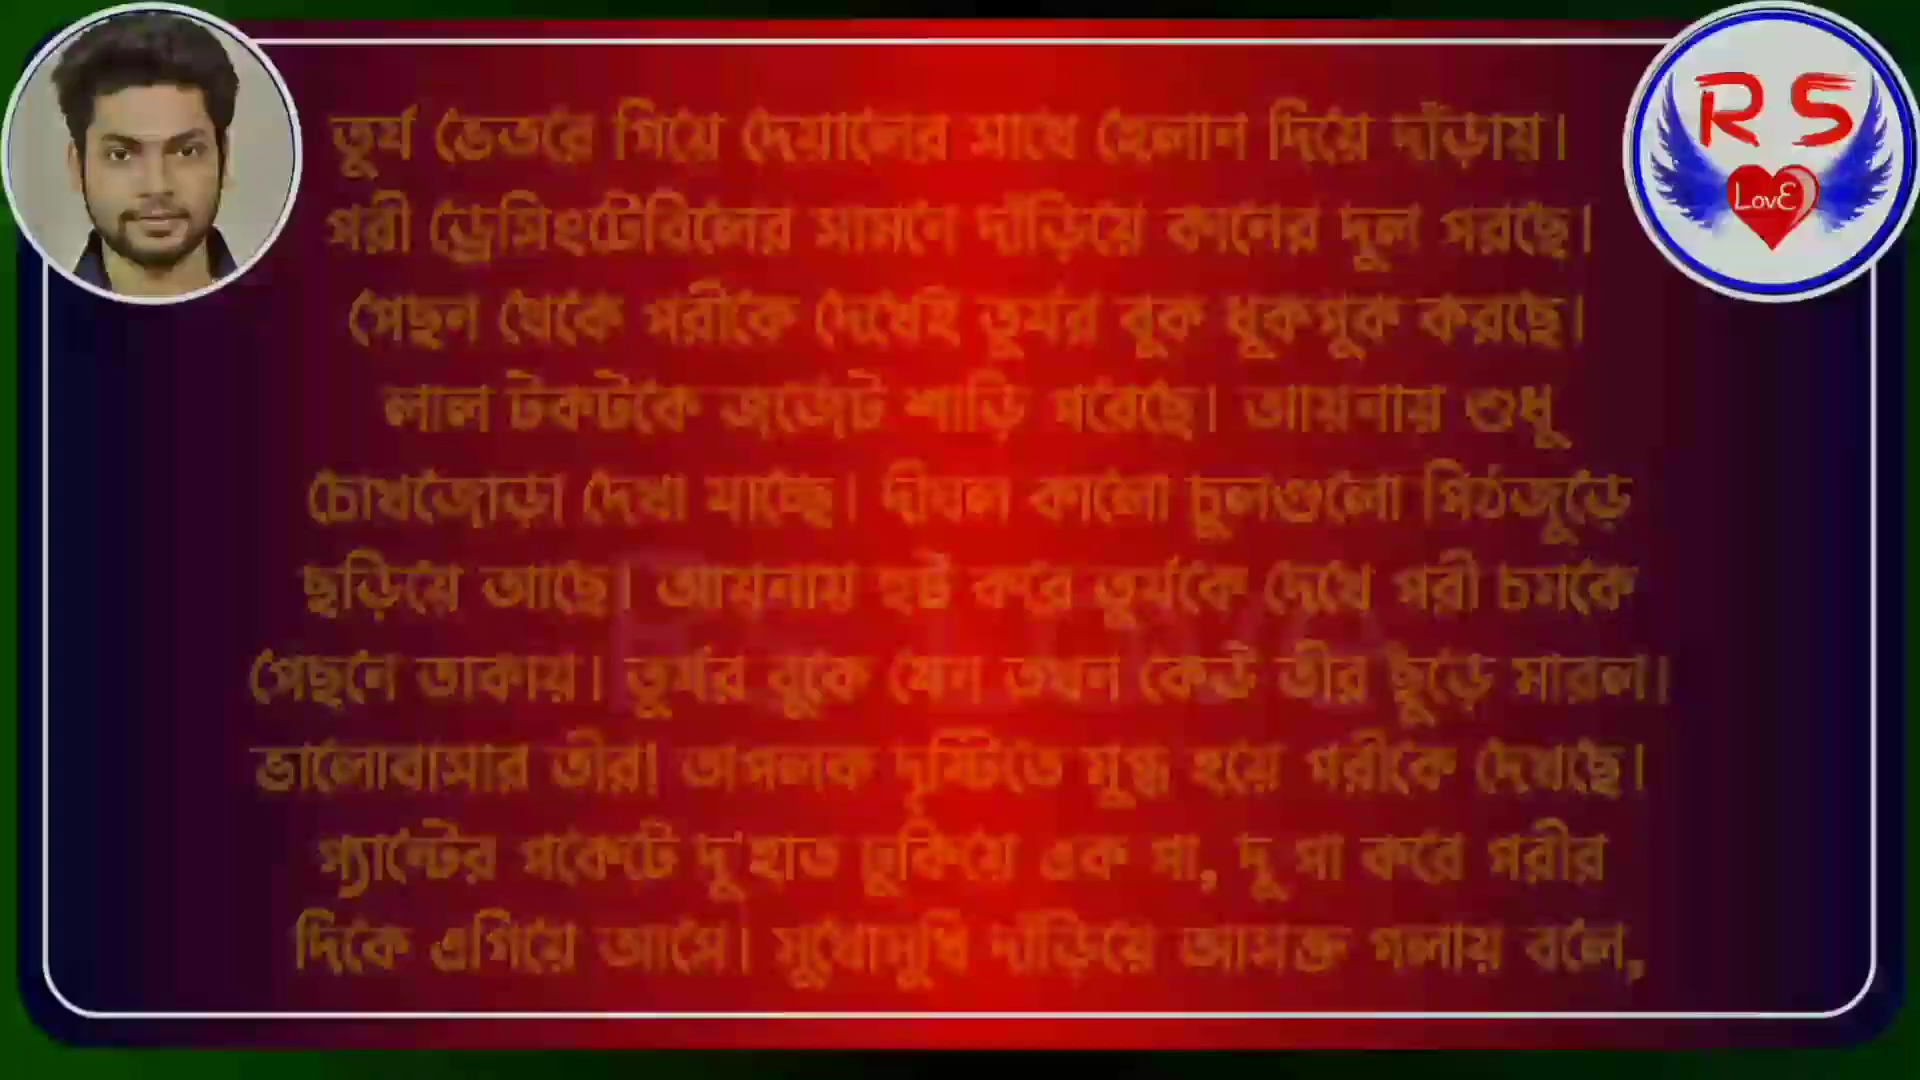 R S
LovE
তুর্য ভেতরে গিয়ে দেয়ালের সাথে হেলান দিয়ে দাঁড়ায়।
পরী ড্রেসিংটেবিলের সামনে দাঁড়িয়ে কানের দুল পরছে।
পেছন থেকে পরীকে দেখেই তুর্যর বুক ধুকপুক করছে।
লাল টকটকে জর্জেট শাড়ি পরেছে। আয়নায় শুধু
চোখজোড়া দেখা যাচ্ছে। দীঘল কালো চুলগুলো পিঠজুড়ে
ছড়িয়ে আছে। আয়নায় হুট করে তুর্যকে দেখে পরী চমকে
পেছনে তাকায়। তুর্যর বুকে যেন তখন কেউ তীর ছুঁড়ে মারল।
ভালোবাসার তীর! অপলক দৃষ্টিতে মুগ্ধ হয়ে পরীকে দেখছে।
প্যান্টের পকেটে দু'হাত ঢুকিয়ে এক পা, দু পা করে পরীর
দিকে এগিয়ে আসে। মুখোমুখি দাঁড়িয়ে আসক্ত গলায় বলে,